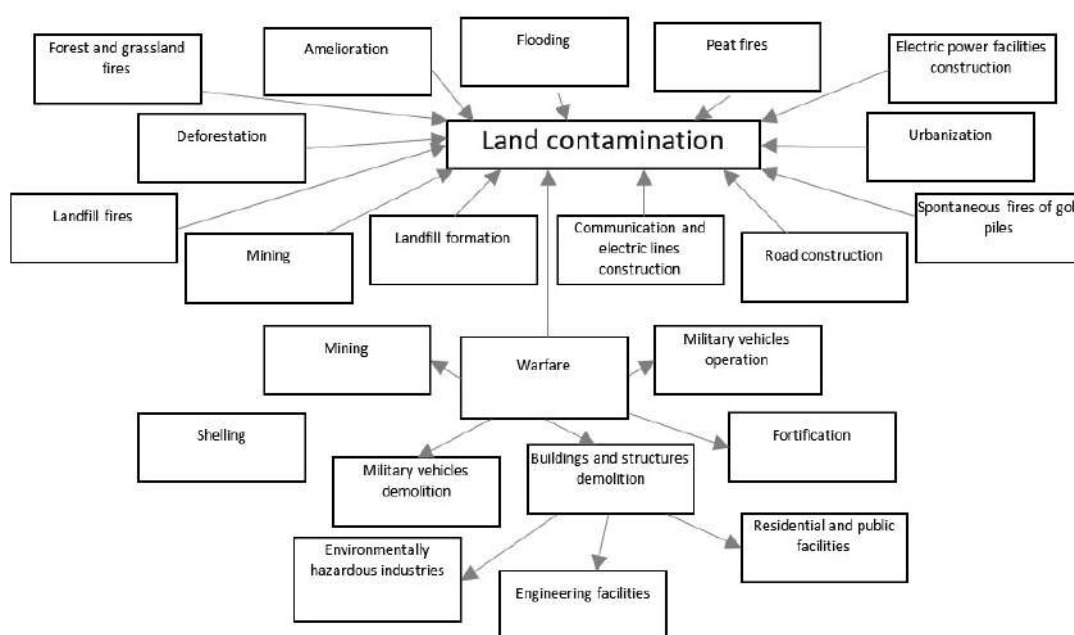 Forest and grassland
fires
Amelioration
Flooding
Peat fires
Electric power facilities
construction
Deforestation
Land contamination
Urbanization
Landfill fires
Mining
Landfill formation
Communication and
electric lines
construction
Road construction
Spontaneous fires of gol
piles
Mining
Warfare
Military vehicles
operation
Shelling
Military vehicles
demolition
Buildings and structures
demolition
Fortification
Environmentally
hazardous industries
Engineering facilities
Residential and public
facilities